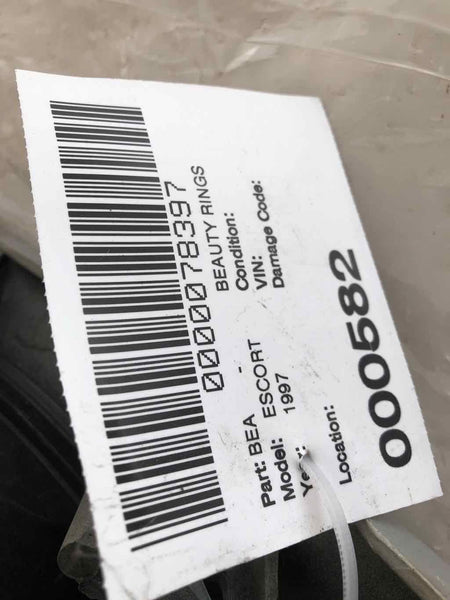 0000078397
Part: BEA - BEAUTY RINGS
Model: ESCORT Condition:
1997 VIN:
Damage Code:
Location:
000582